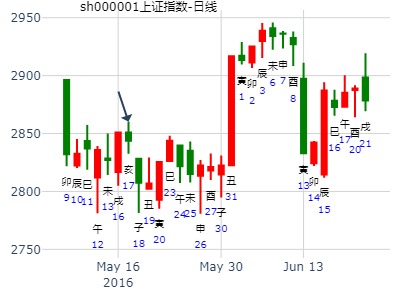 sh000001上证指数-日线
2950
2900
2850
2800
2750
卯 9
辰 10
巳 11
午 12
未 13
戌 16
亥 17
子 18
丑 19
寅 20
巳 23
午 24
未 25
申 26
酉 27
子 30
丑 31
寅 1
卯 2
辰 3
未 6
申 7
酉 8
寅 13
卯 14
辰 15
巳 16
午 17
酉 20
戌 21
May 16
2016
May 30
Jun 13